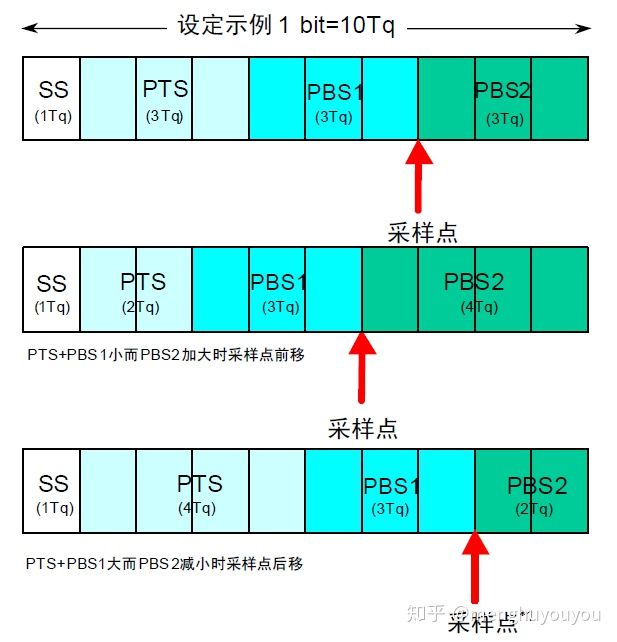 设定示例 1 bit=10Tq
SS PTS PBS1 PBS2
(1Tq) (3Tq) (3Tq) (3Tq)
采样点
SS PTS PBS1 PBS2
(1Tq) (2Tq) (3Tq) (4Tq)
PTS+PBS1小而PBS2加大时采样点前移
采样点
SS PTS PBS1 PBS2
(1Tq) (4Tq) (3Tq) (2Tq)
PTS+PBS1大而PBS2减小时采样点后移
采样点
知乎 @menghuyouyou